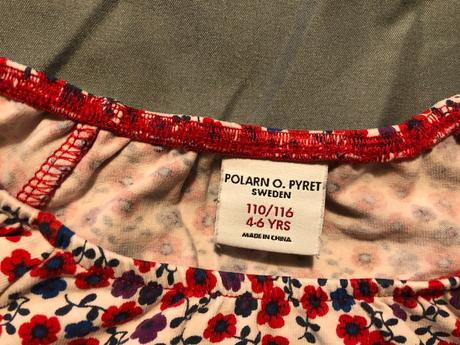 POLARN O. PYRET
SWEDEN
110/116
4-6 YRS
MADE IN CHINA